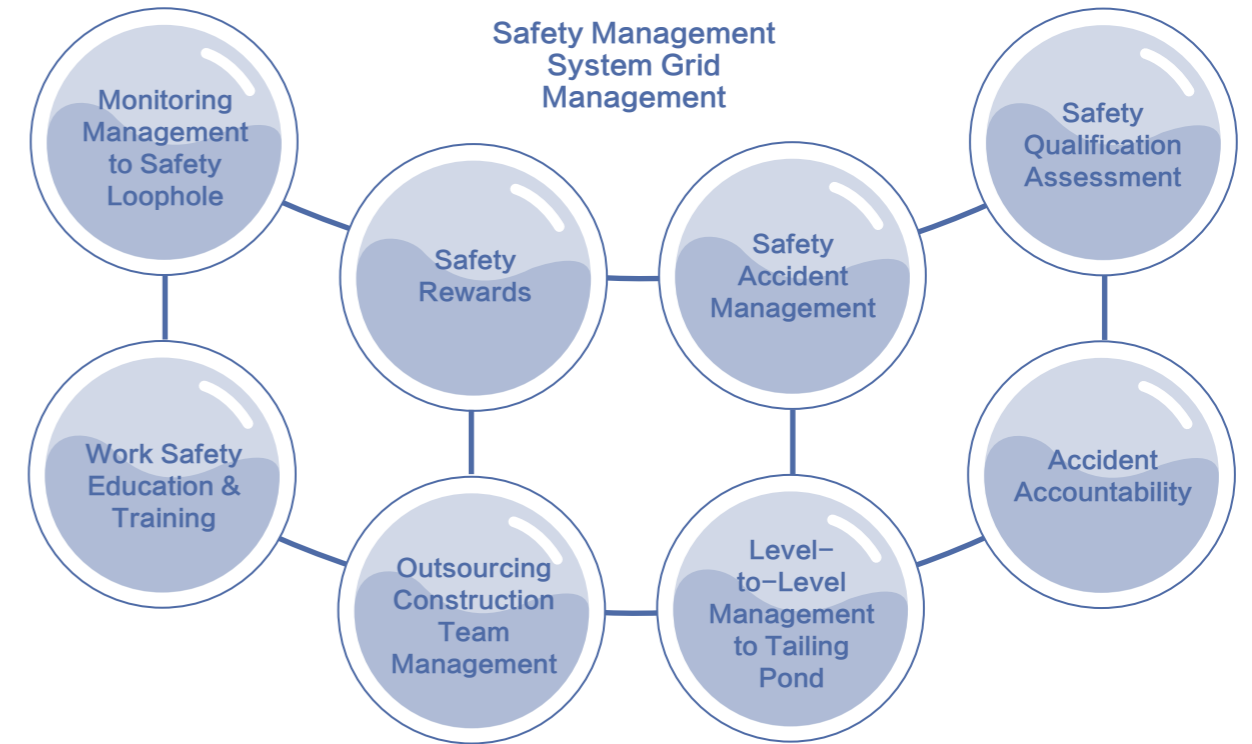 Safety Management
System Grid
Management
Monitoring
Management
to Safety
Loophole
Safety
Rewards
Safety
Accident
Management
Safety
Qualification
Assessment
Work Safety
Education &
Training
Outsourcing
Construction
Team
Management
Level-
to-Level
Management
to Tailing
Pond
Accident
Accountability